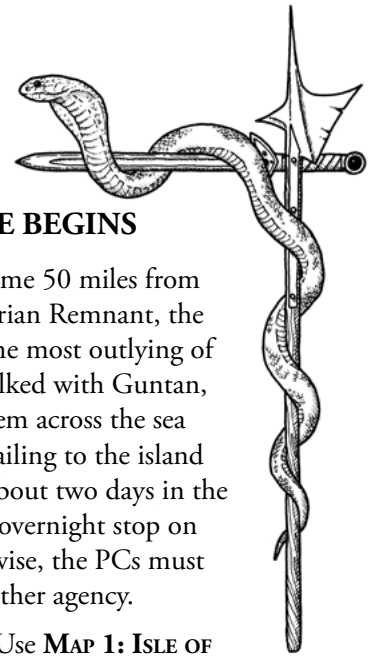 E BEGINS
me 50 miles from
rian Remnant, the
ne most outlying of
lked with Guntan,
em across the sea
ailing to the island
bout two days in the
overnight stop on
wise, the PCs must
ther agency.
Use MAP 1: ISLE OF